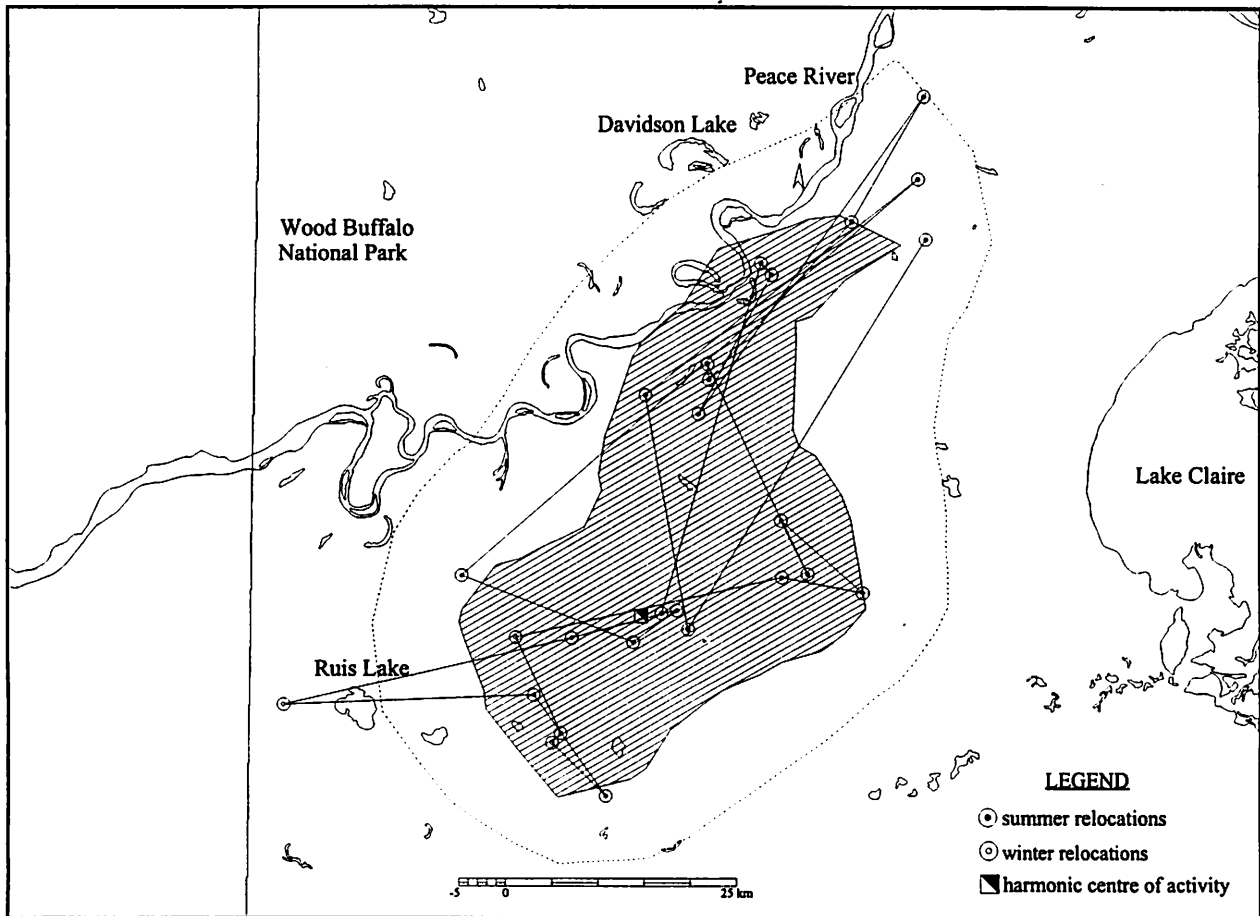 Peace River
Davidson Lake
Wood Buffalo
National Park
Lake Claire
Ruis Lake
LEGEND
summer relocations
winter relocations
harmonic centre of activity
-5 0 25 km